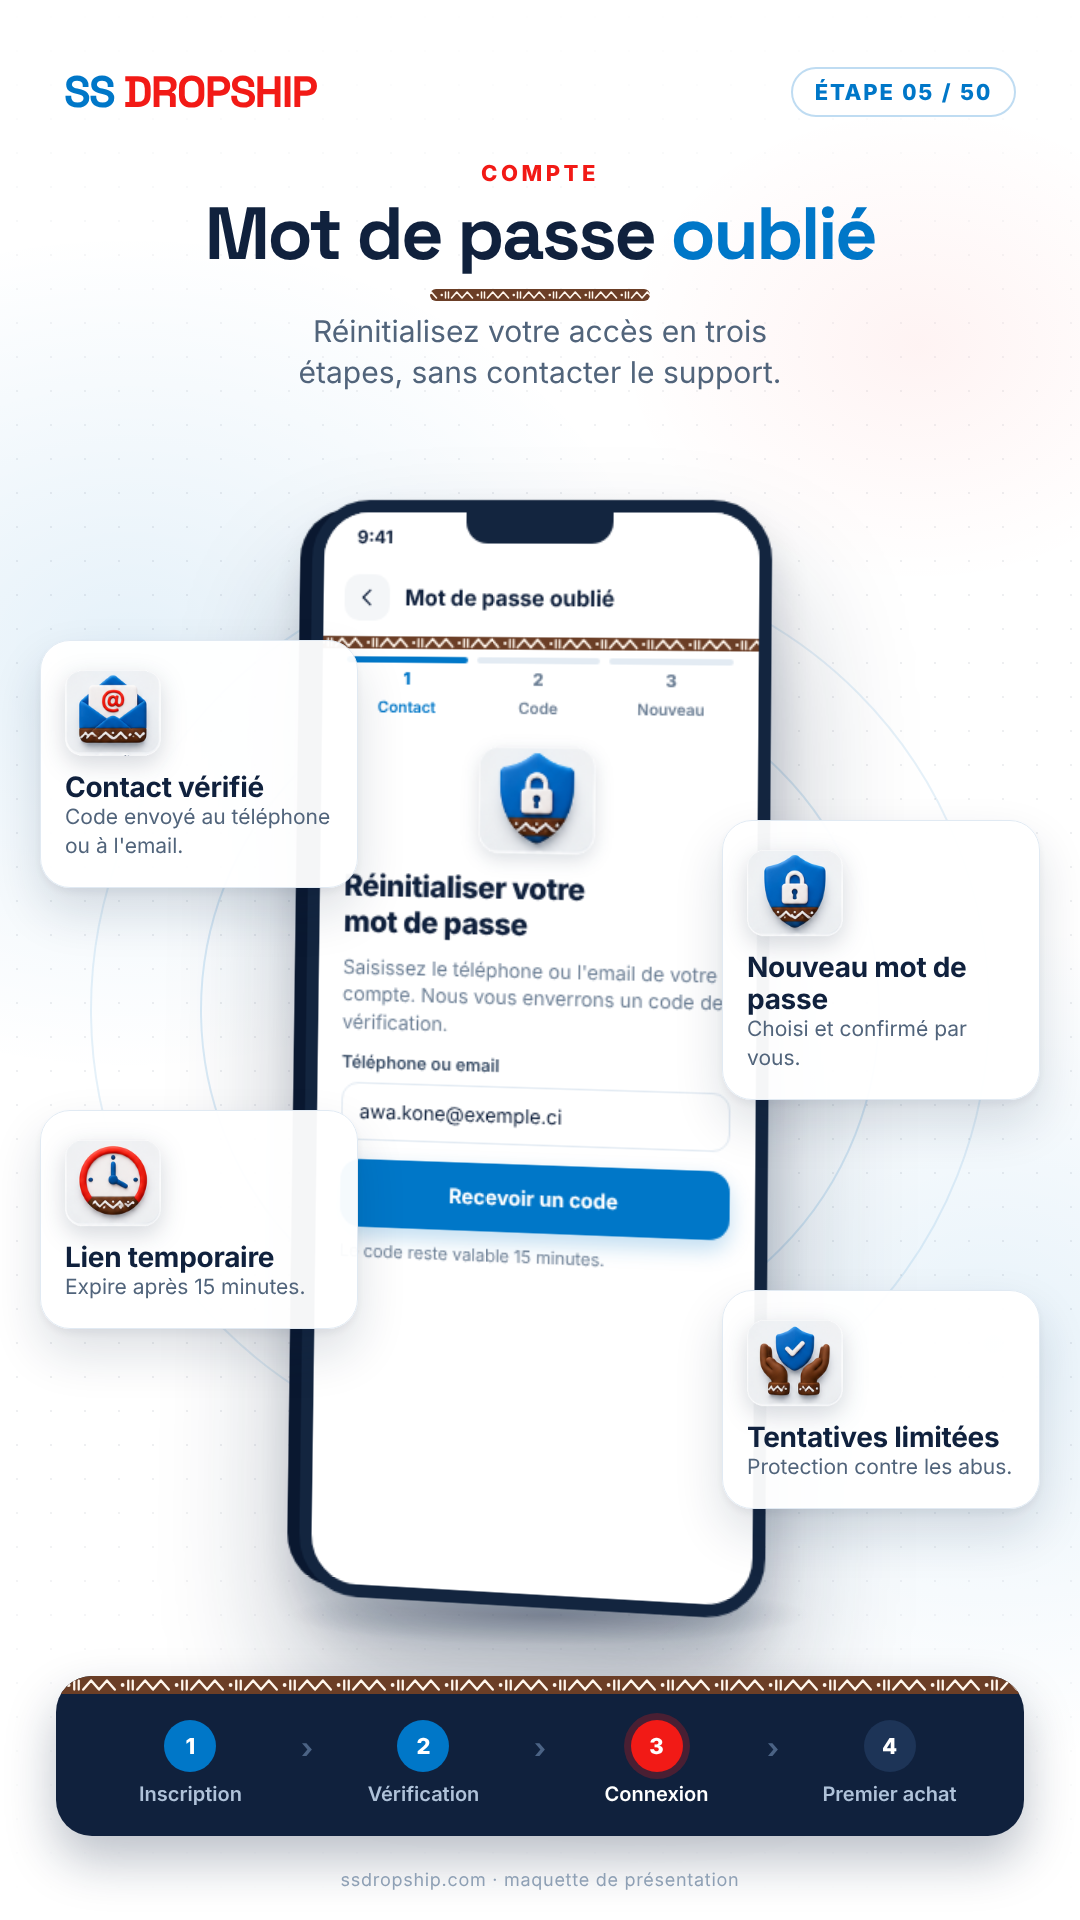 SS DROPSHIP
ÉTAPE 05 / 50
COMPTE
Mot de passe oublié
Réinitialisez votre accès en trois
étapes, sans contacter le support.
9:41
Mot de passe oublié
1
Contact
2
Code
3
Nouveau
@
Contact vérifié
Code envoyé au téléphone
ou à l'email.
Réinitialiser votre
mot de passe
Saisissez le téléphone ou l'email de votre
compte. Nous vous enverrons un code de
vérification.
Nouveau mot de
passe
Choisi et confirmé par
vous.
Téléphone ou email
awa.kone@exemple.ci
Recevoir un code
code reste valable 15 minutes.
Lien temporaire
Expire après 15 minutes.
Tentatives limitées
Protection contre les abus.
1
Inscription
›
2
Vérification
›
3
Connexion
›
4
Premier achat
ssdropship.com · maquette de présentation